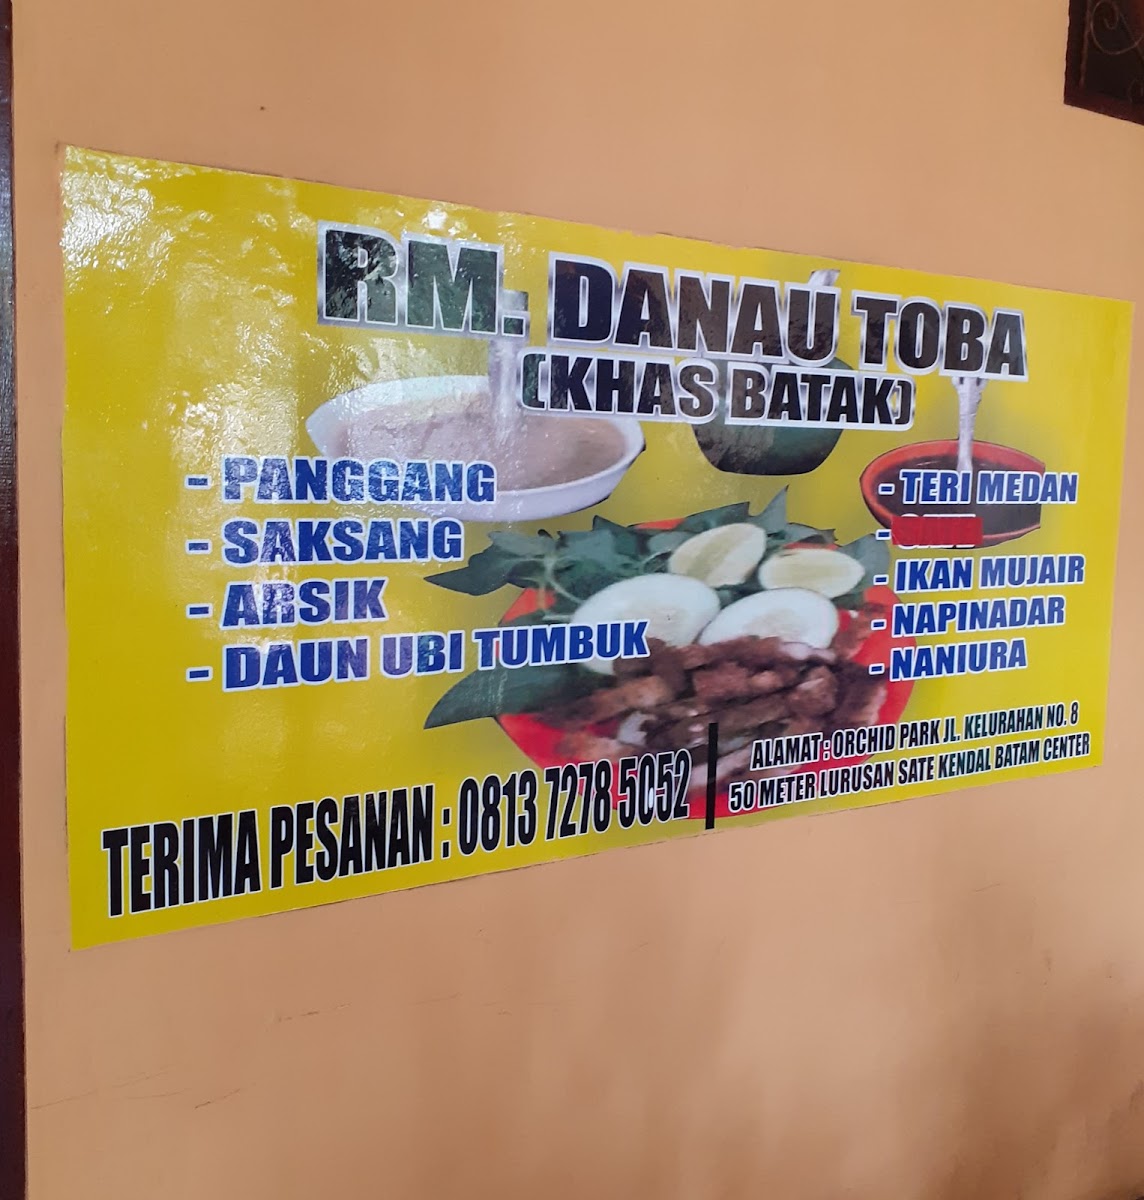 RM. DANAU TOBA
(KHAS BATAK)
- PANGGANG
- SAKSANG
- ARSIK
- DAUN UBI TUMBUK
- TERI MEDAN
-
- IKAN MUJAIR
- NAPINADAR
- NANIURA
TERIMA PESANAN : 0813 7278 5052
ALAMAT : ORCHID PARK JL. KELURAHAN NO. 8
50 METER LURUSAN SATE KENDAL BATAM CENTER